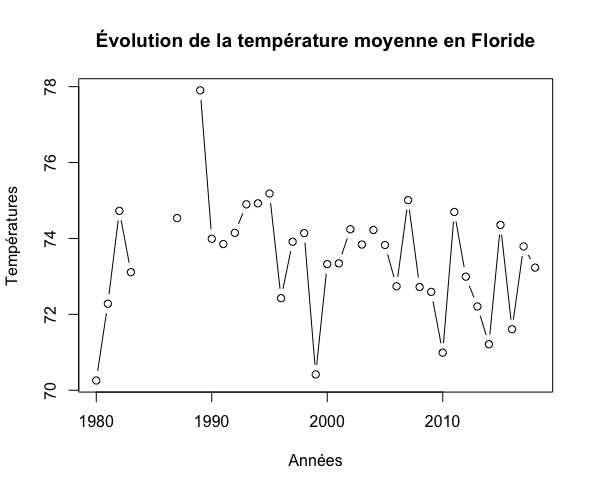 Évolution de la température moyenne en Floride
Températures
78
76
74
72
70
1980 1990 2000 2010
Années